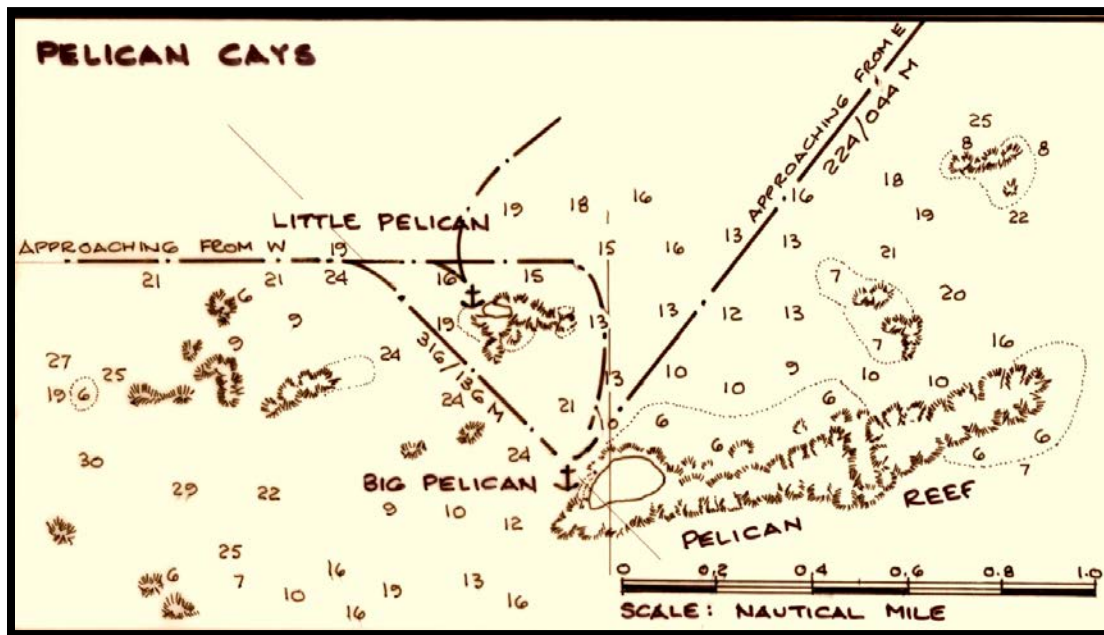 PELICAN CAYS
APPROACHING FROM E
224/044 M
25
8 8
18
16 16
19 18 19 22
LITTLE PELICAN
13 13
APPROACHING FROM W 19 15 16 21
21 21 24 16 15 7
6 20
9 19 13 13 12 13
9 24 7 16
316/136 M
27 25 13 10 10 9 10 10
19 6 24 21 10 6 6
24 6 6 6 6 7
30
BIG PELICAN
29 22 9 10 12
PELICAN REEF
25
6 7 10 16 19 13
16 16
0 0.2 0.4 0.6 0.8 1.0
SCALE: NAUTICAL MILE